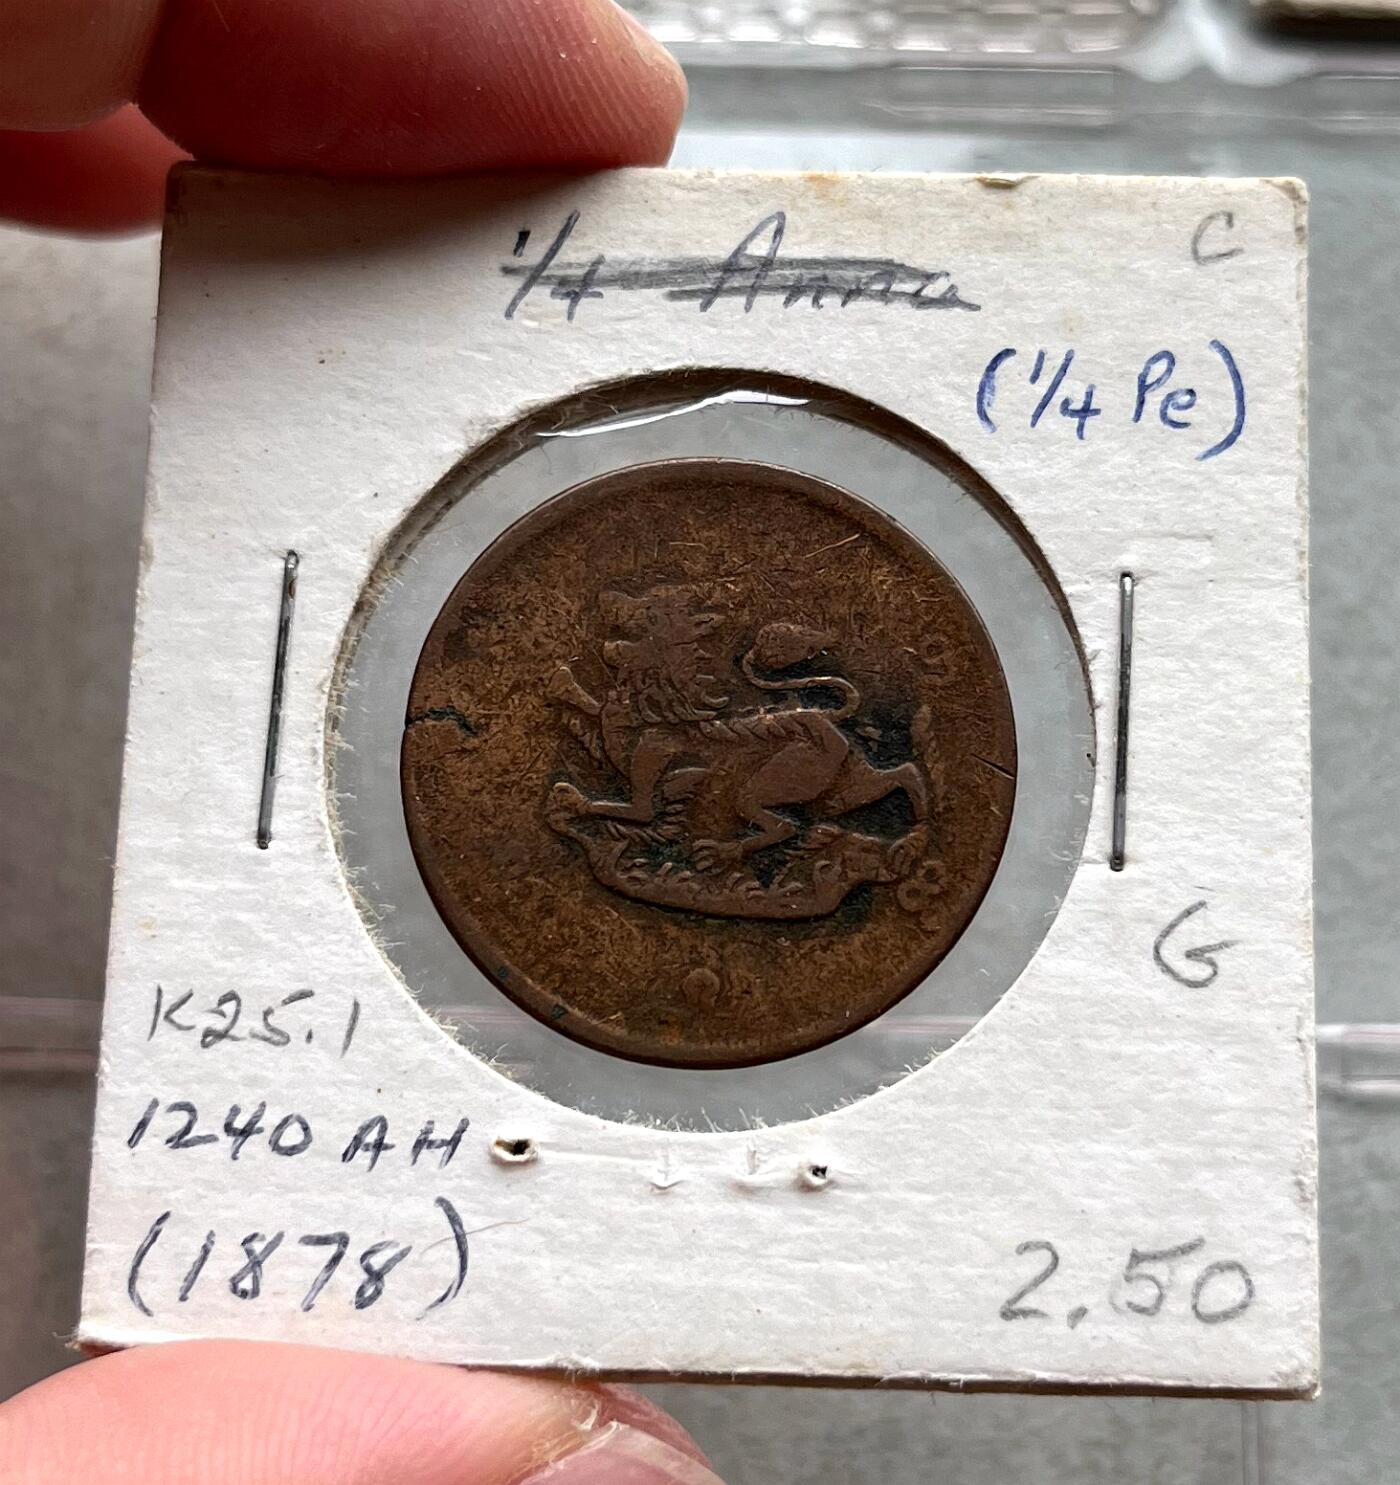 1/4 Anna
C
(1/4 Pe)
G
K25.1
1240 AH
(1878)
2.50